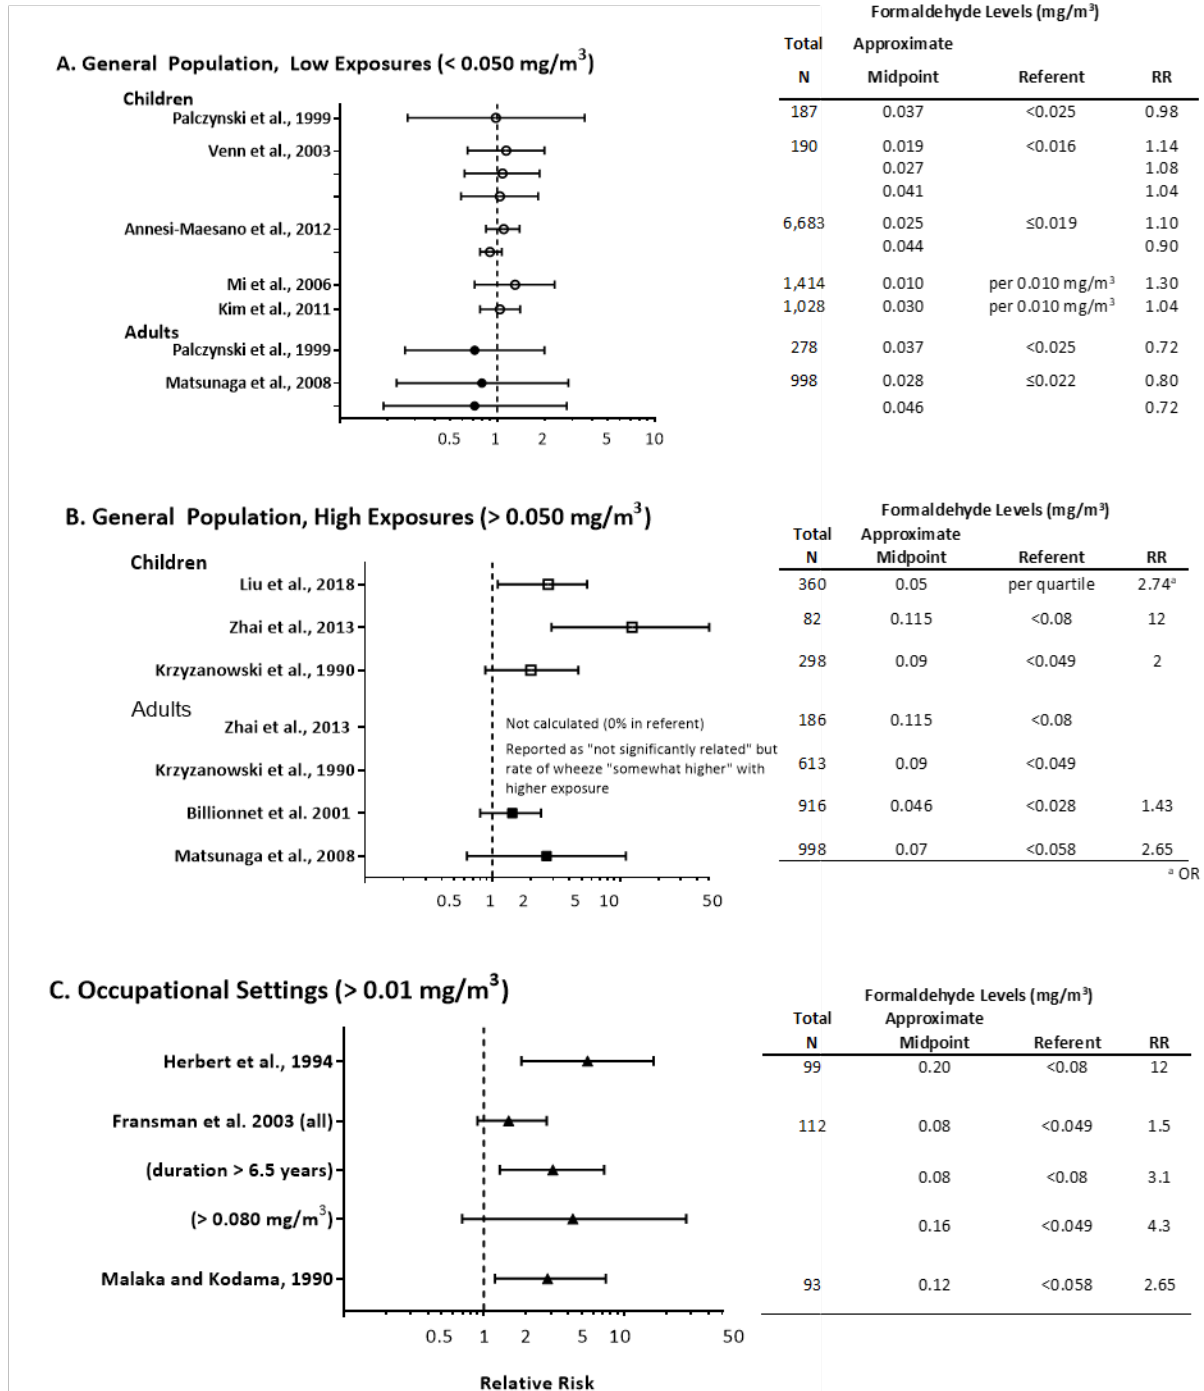 Formaldehyde Levels (mg/m³)
Total Approximate
N Midpoint Referent RR
A. General Population, Low Exposures (< 0.050 mg/m³)
Children
Palczynski et al., 1999 187 0.037 <0.025 0.98
Venn et al., 2003 190 0.019 <0.016 1.14
0.027 1.08
0.041 1.04
Annesi-Maesano et al., 2012 6,683 0.025 ≤0.019 1.10
0.044 0.90
Mi et al., 2006 1,414 0.010 per 0.010 mg/m³ 1.30
Kim et al., 2011 1,028 0.030 per 0.010 mg/m³ 1.04
Adults
Palczynski et al., 1999 278 0.037 <0.025 0.72
Matsunaga et al., 2008 998 0.028 ≤0.022 0.80
0.046 0.72
0.5 1 2 5 10
B. General Population, High Exposures (> 0.050 mg/m³)
Formaldehyde Levels (mg/m³)
Total Approximate
N Midpoint Referent RR
Children
Liu et al., 2018 360 0.05 per quartile 2.74ᵃ
Zhai et al., 2013 82 0.115 <0.08 12
Krzyzanowski et al., 1990 298 0.09 <0.049 2
Adults
Zhai et al., 2013 Not calculated (0% in referent) 186 0.115 <0.08
Krzyzanowski et al., 1990 613 0.09 <0.049
Reported as "not significantly related" but
rate of wheeze "somewhat higher" with
higher exposure
Billionnet et al. 2001 916 0.046 <0.028 1.43
Matsunaga et al., 2008 998 0.07 <0.058 2.65
ᵃ OR
0.5 1 2 5 10 50
C. Occupational Settings (> 0.01 mg/m³)
Formaldehyde Levels (mg/m³)
Total Approximate
N Midpoint Referent RR
Herbert et al., 1994 99 0.20 <0.08 12
Fransman et al. 2003 (all) 112 0.08 <0.049 1.5
(duration > 6.5 years) 0.08 <0.08 3.1
(> 0.080 mg/m³) 0.16 <0.049 4.3
Malaka and Kodama, 1990 93 0.12 <0.058 2.65
0.5 1 2 5 10 50
Relative Risk